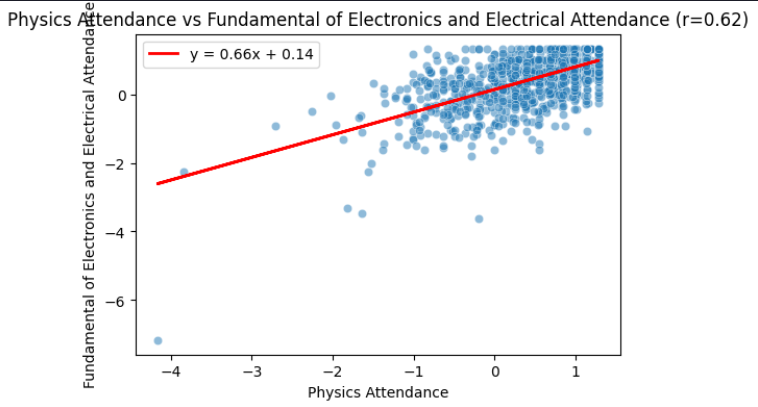 Physics Attendance vs Fundamental of Electronics and Electrical Attendance (r=0.62)
Fundamental of Electronics and Electrical Attendance
y = 0.66x + 0.14
0
−2
−4
−6
−4
−3
−2
−1
0
1
Physics Attendance